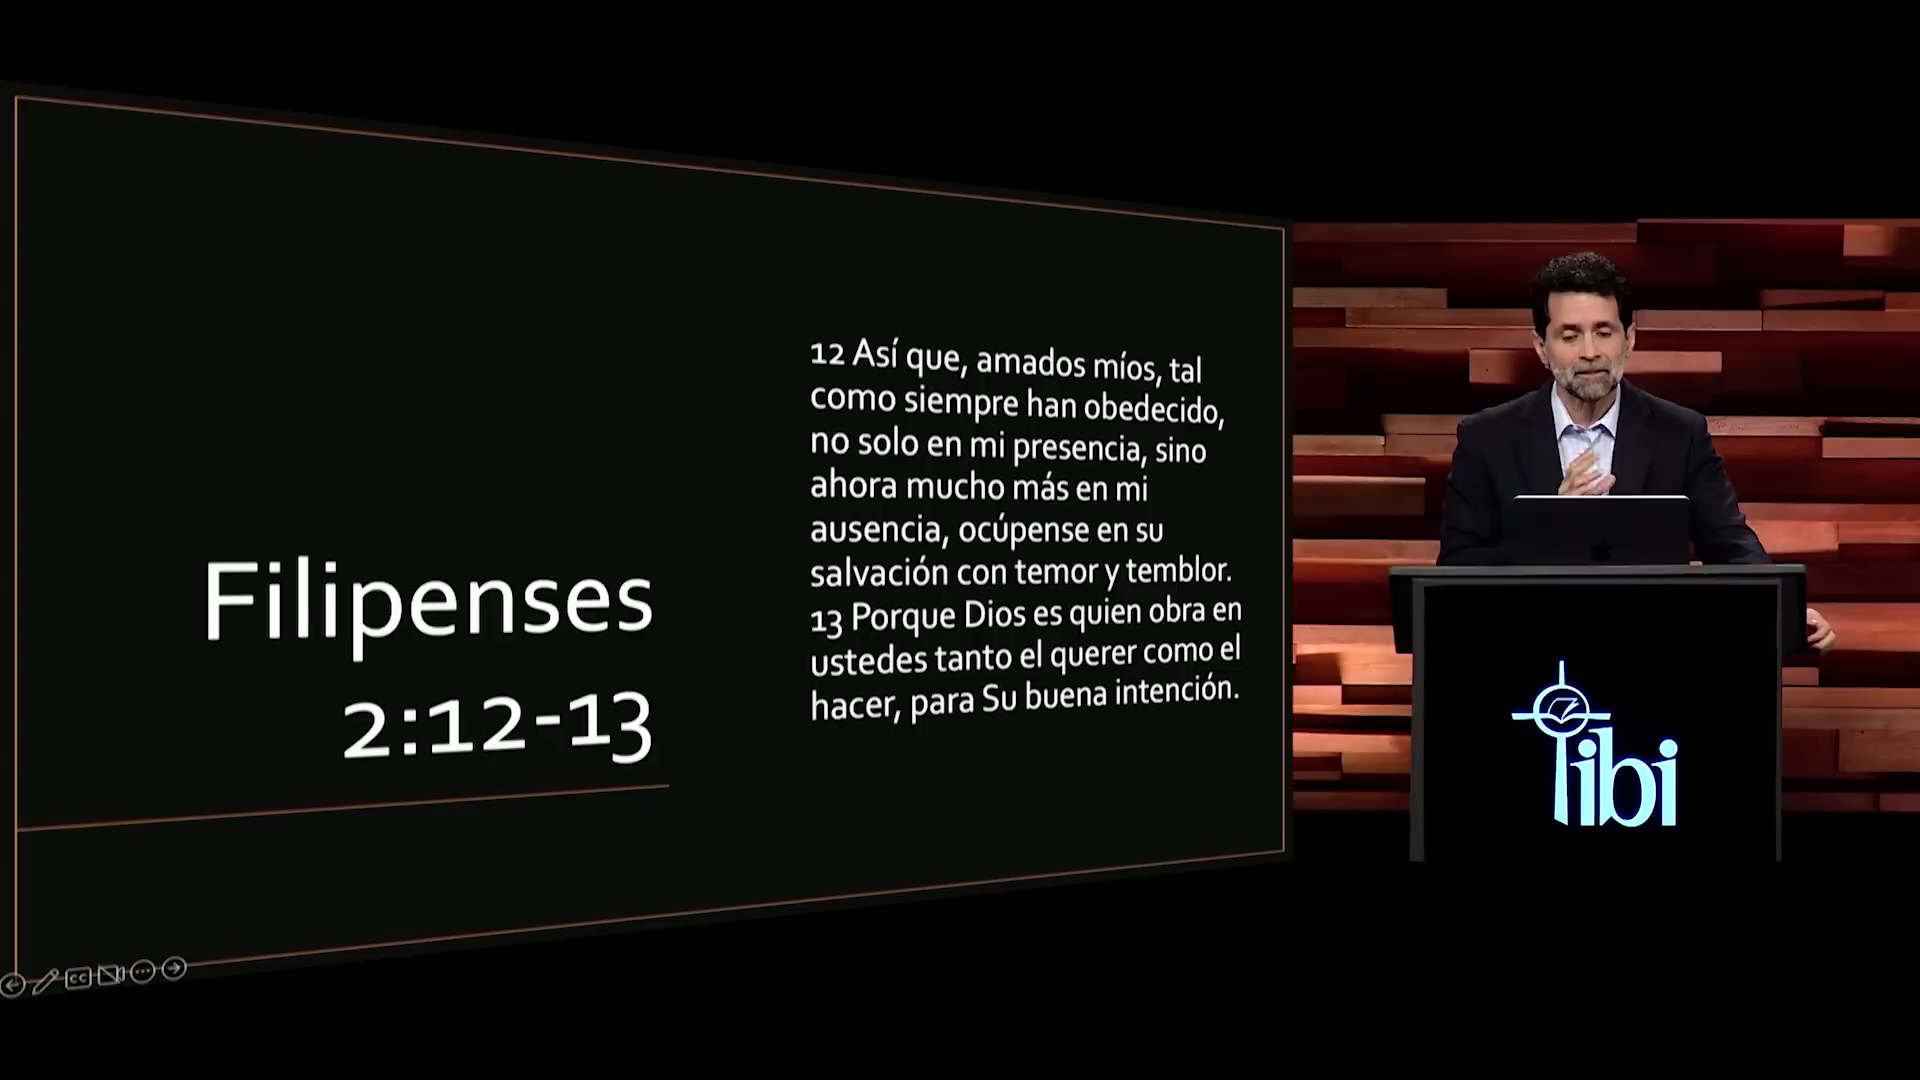 Filipenses
2:12-13
12 Así que, amados míos, tal
como siempre han obedecido,
no solo en mi presencia, sino
ahora mucho más en mi
ausencia, ocúpense en su
salvación con temor y temblor.
13 Porque Dios es quien obra en
ustedes tanto el querer como el
hacer, para Su buena intención.
CC
ibi